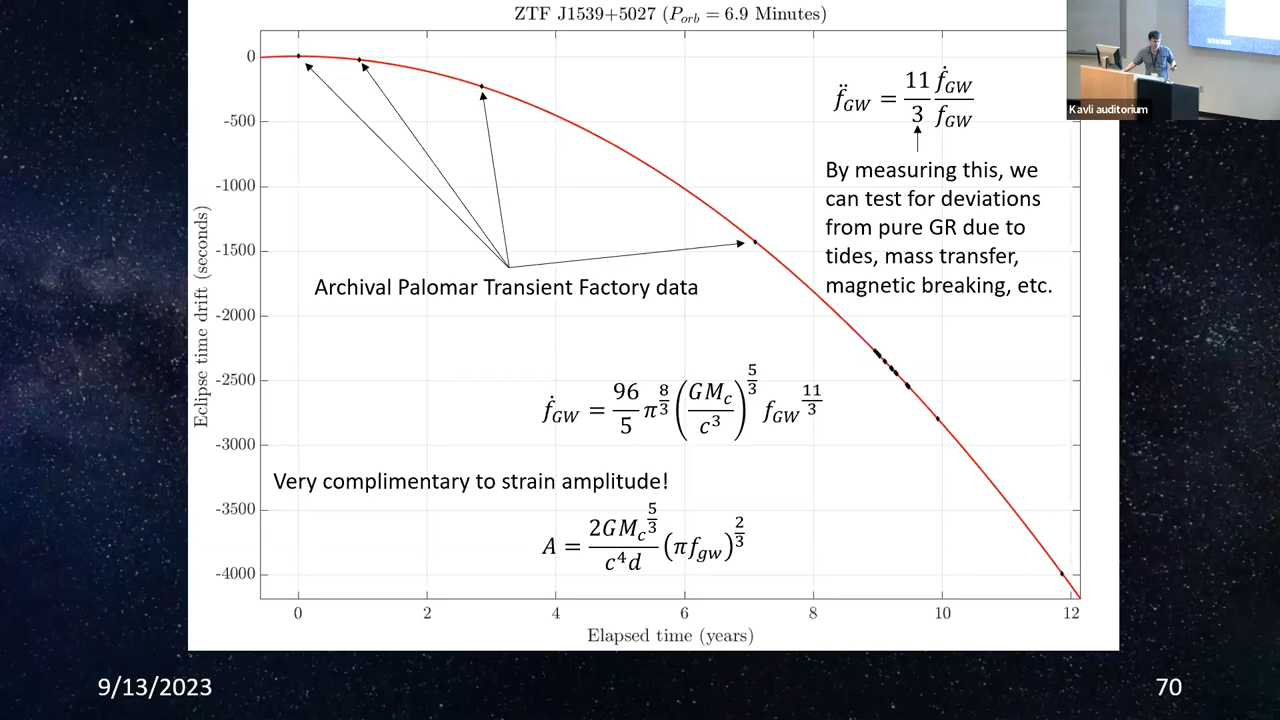 ZTF J1539+5027 (P_orb = 6.9 Minutes)
0
-500
-1000
-1500
-2000
-2500
-3000
-3500
-4000
Eclipse time drift (seconds)
0 2 4 6 8 10 12
Elapsed time (years)
Archival Palomar Transient Factory data
f̈_GW = 11/3 ḟ_GW/f_GW
By measuring this, we
can test for deviations
from pure GR due to
tides, mass transfer,
magnetic breaking, etc.
ḟ_GW = 96/5 π^(8/3) (GM_c/c^3)^(5/3) f_GW^(11/3)
Very complimentary to strain amplitude!
A = 2GM_c^(5/3)/(c^4 d) (πf_gw)^(2/3)
Kavli auditorium
9/13/2023
70